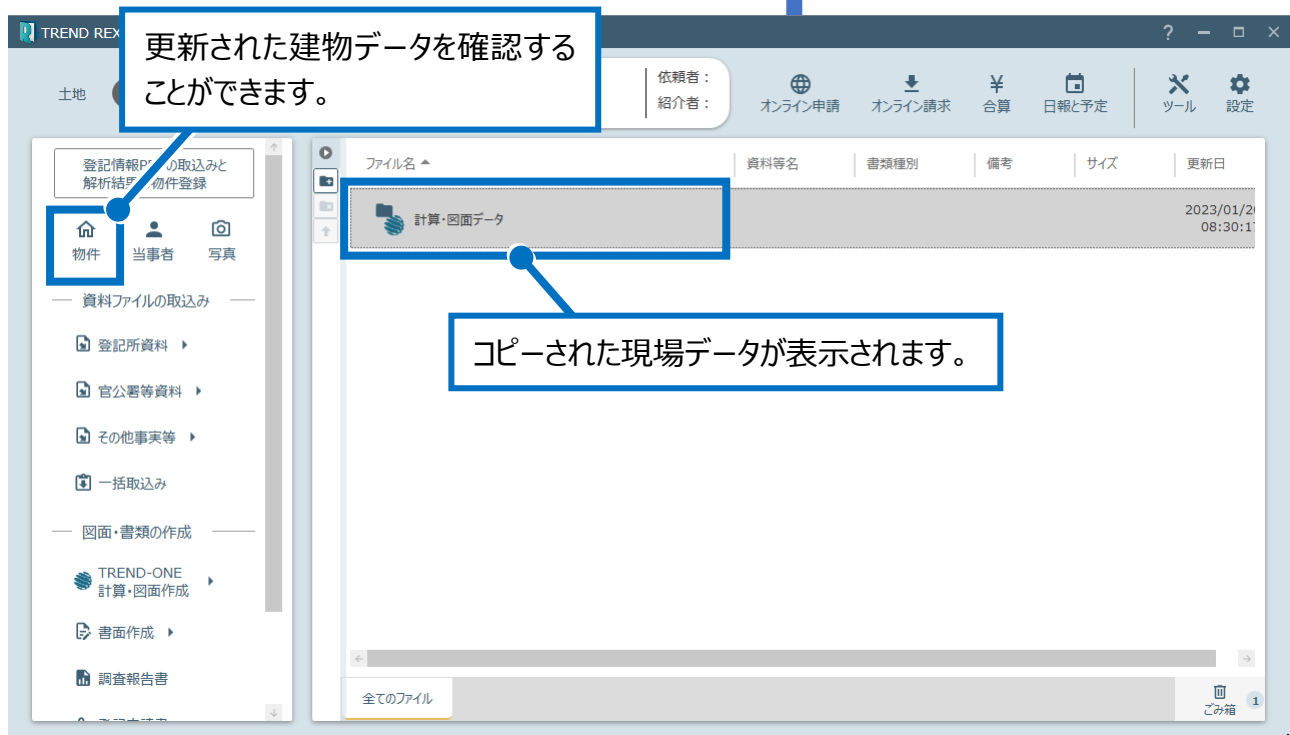 TREND REX
更新された建物データを確認する
ことができます。
? － □ ×
土地
依頼者：
紹介者：
オンライン申請
オンライン請求
合算
日報と予定
ツール
設定
登記情報P の取込みと
解析結果 物件登録
物件
当事者
写真
資料ファイルの取込み
登記所資料
官公署等資料
その他事実等
一括取込み
図面・書類の作成
TREND-ONE
計算・図面作成
書面作成
調査報告書
ファイル名
資料等名
書類種別
備考
サイズ
更新日
計算・図面データ
2023/01/2
08:30:1
コピーされた現場データが表示されます。
全てのファイル
ごみ箱
1